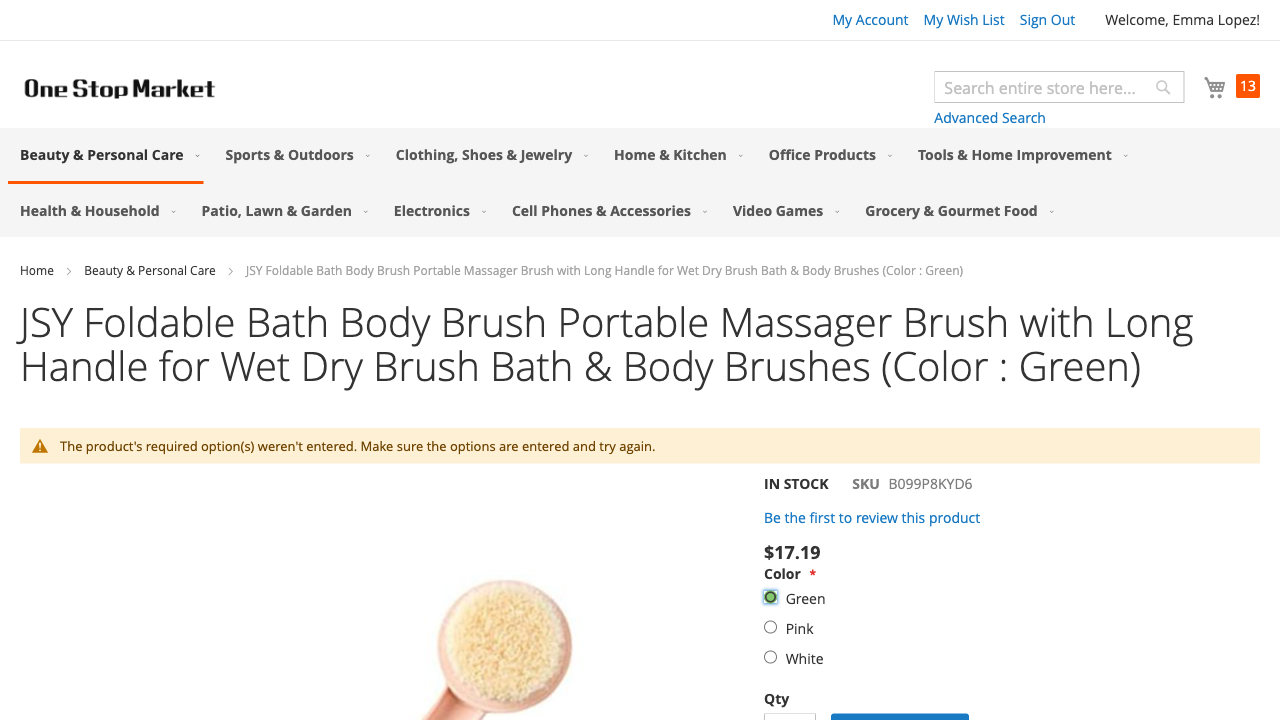 My Account My Wish List Sign Out Welcome, Emma Lopez!
One Stop Market
Search entire store here...
13
Advanced Search
Beauty & Personal Care Sports & Outdoors Clothing, Shoes & Jewelry Home & Kitchen Office Products Tools & Home Improvement
Health & Household Patio, Lawn & Garden Electronics Cell Phones & Accessories Video Games Grocery & Gourmet Food
Home Beauty & Personal Care JSY Foldable Bath Body Brush Portable Massager Brush with Long Handle for Wet Dry Brush Bath & Body Brushes (Color : Green)
JSY Foldable Bath Body Brush Portable Massager Brush with Long
Handle for Wet Dry Brush Bath & Body Brushes (Color : Green)
The product's required option(s) weren't entered. Make sure the options are entered and try again.
IN STOCK SKU B099P8KYD6
Be the first to review this product
$17.19
Color *
Green
Pink
White
Qty